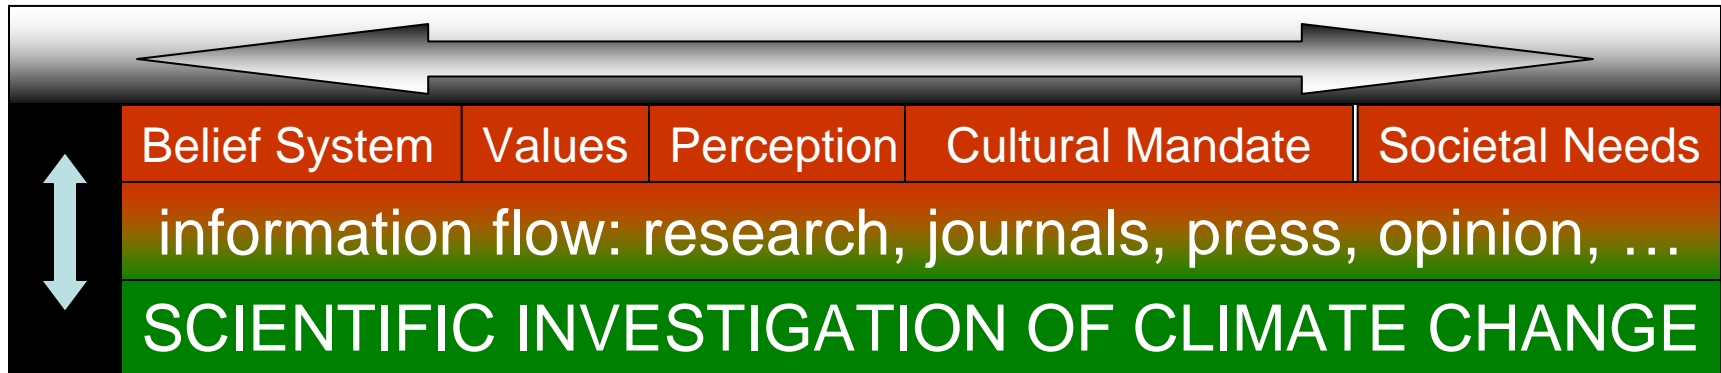 Belief System Values Perception Cultural Mandate Societal Needs
information flow: research, journals, press, opinion, …
SCIENTIFIC INVESTIGATION OF CLIMATE CHANGE